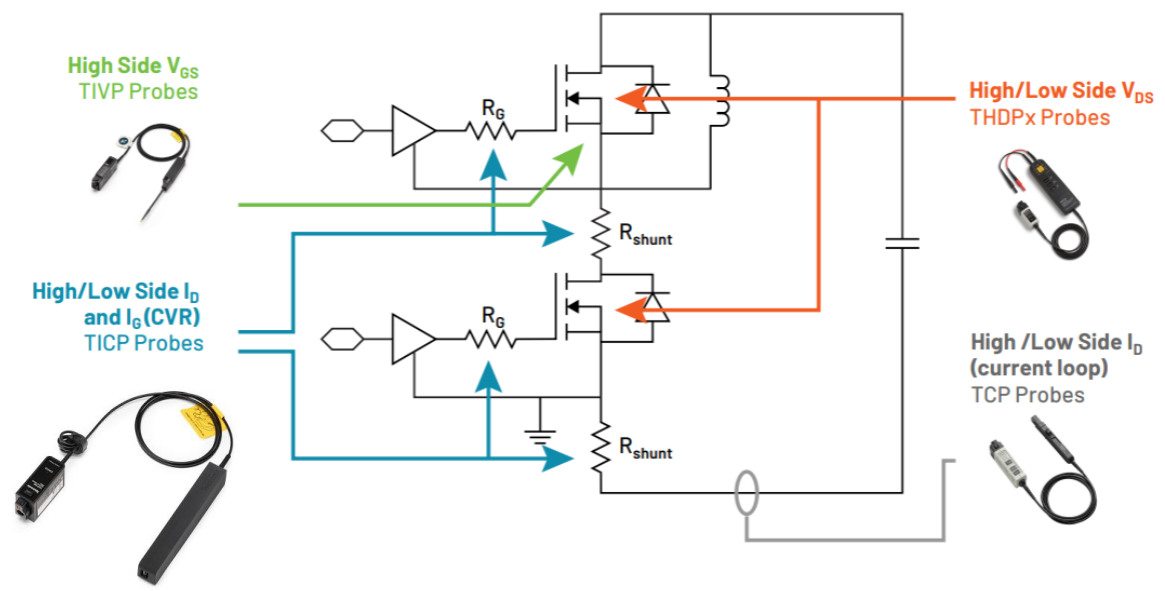 High Side VGS
TIVP Probes
RG
High/Low Side VDS
THDPx Probes
Rshunt
High/Low Side ID
and IG(CVR)
TICP Probes
RG
High /Low Side ID
(current loop)
TCP Probes
Rshunt